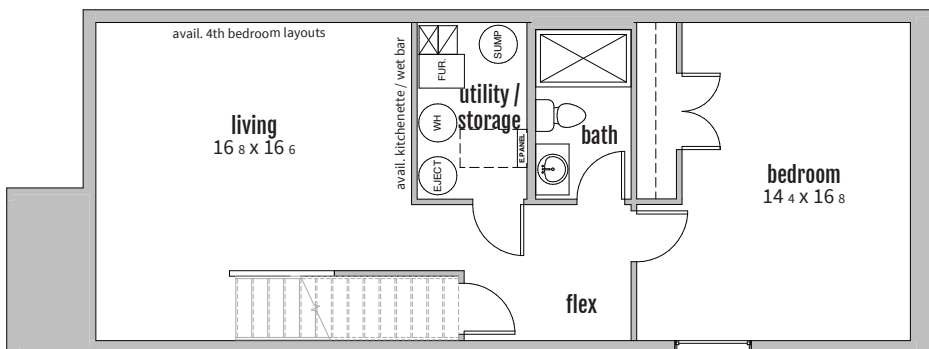 avail. 4th bedroom layouts
living
16 8 x 16 6
avail. kitchenette / wet bar
FUR.
SUMP
utility /
storage
WH
E.PANEL
EJECT
bath
bedroom
14 4 x 16 8
flex